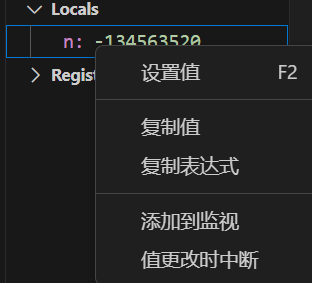 Locals
n: -134563520
Regist
设置值 F2
复制值
复制表达式
添加到监视
值更改时中断